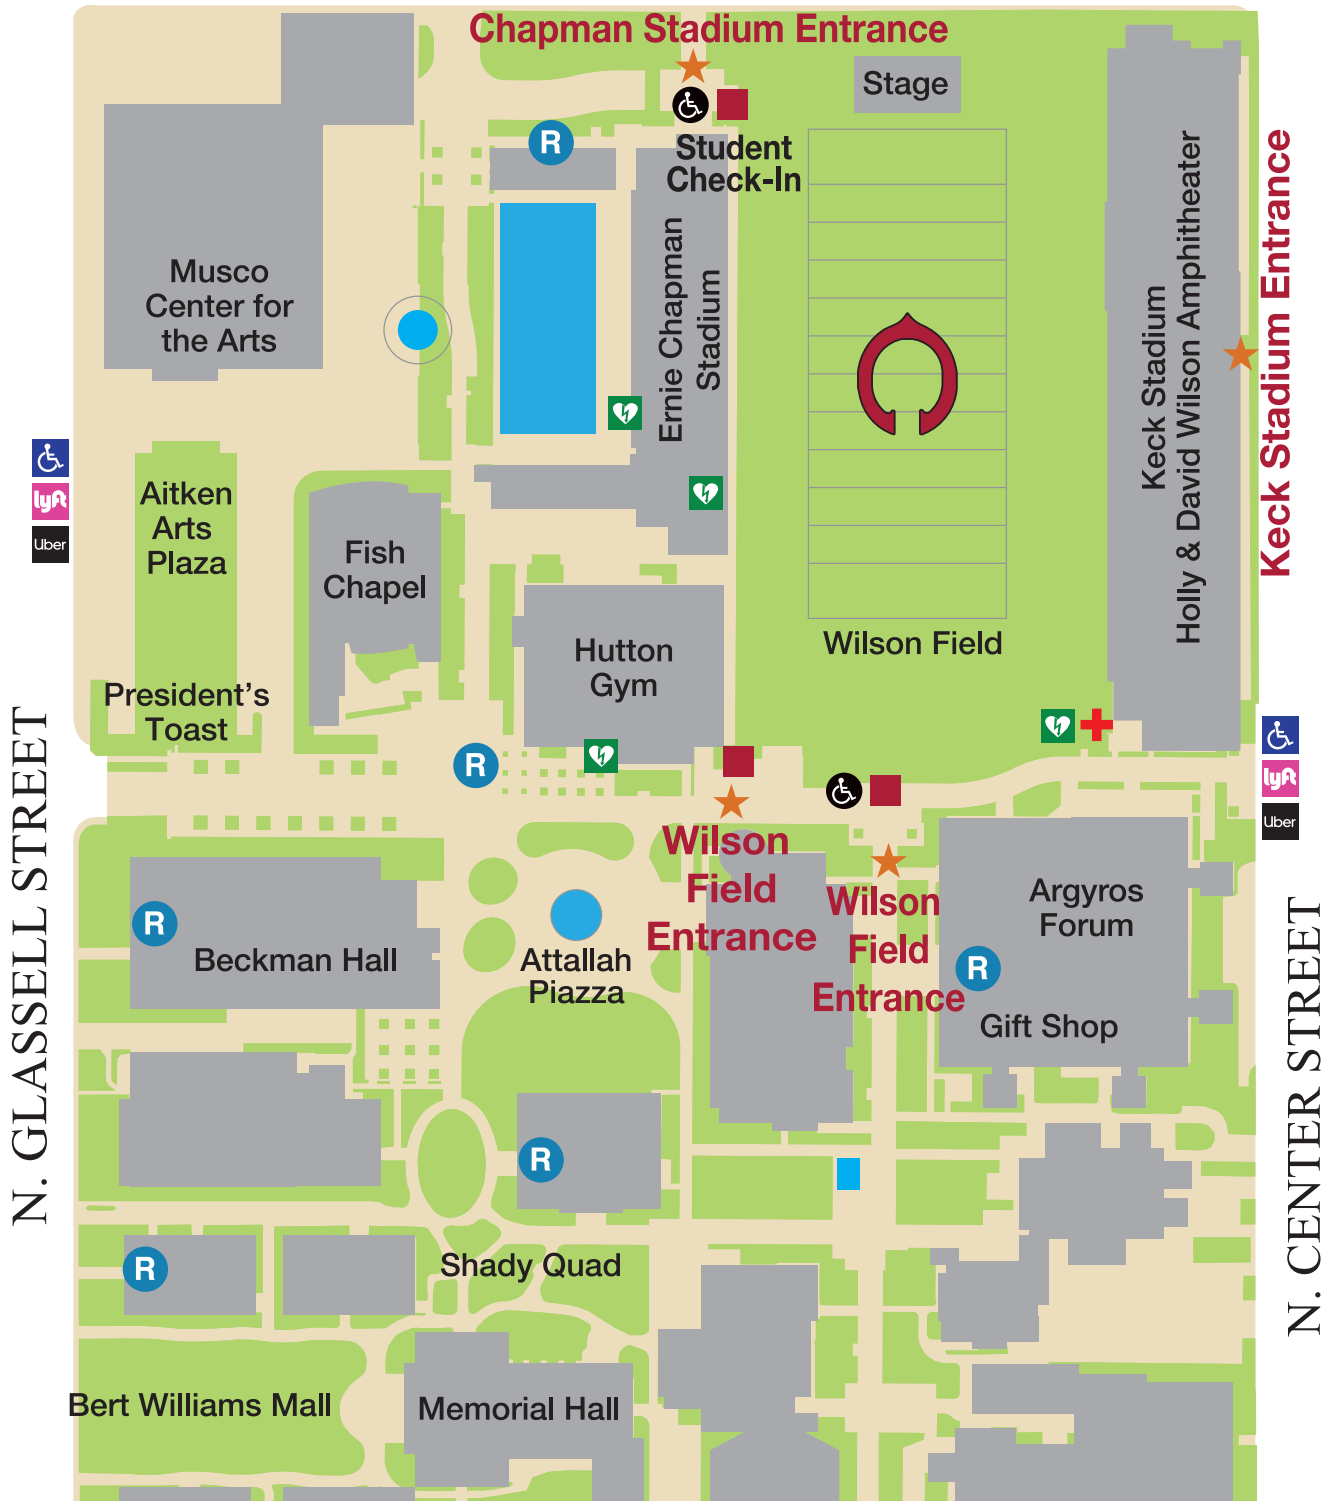 Chapman Stadium Entrance
Stage
R
Student
Check-In
Musco
Center for
the Arts
Ernie Chapman
Stadium
Keck Stadium
Holly & David Wilson Amphitheater
Keck Stadium Entrance
lyft
Uber
Aitken
Arts
Plaza
Fish
Chapel
Hutton
Gym
Wilson Field
President's
Toast
R
lyft
Uber
N. GLASSELL STREET
Wilson
Field
Entrance
Wilson
Field
Entrance
Argyros
Forum
R
Gift Shop
R
Beckman Hall
Attallah
Piazza
N. CENTER STREET
R
R
Shady Quad
Bert Williams Mall
Memorial Hall